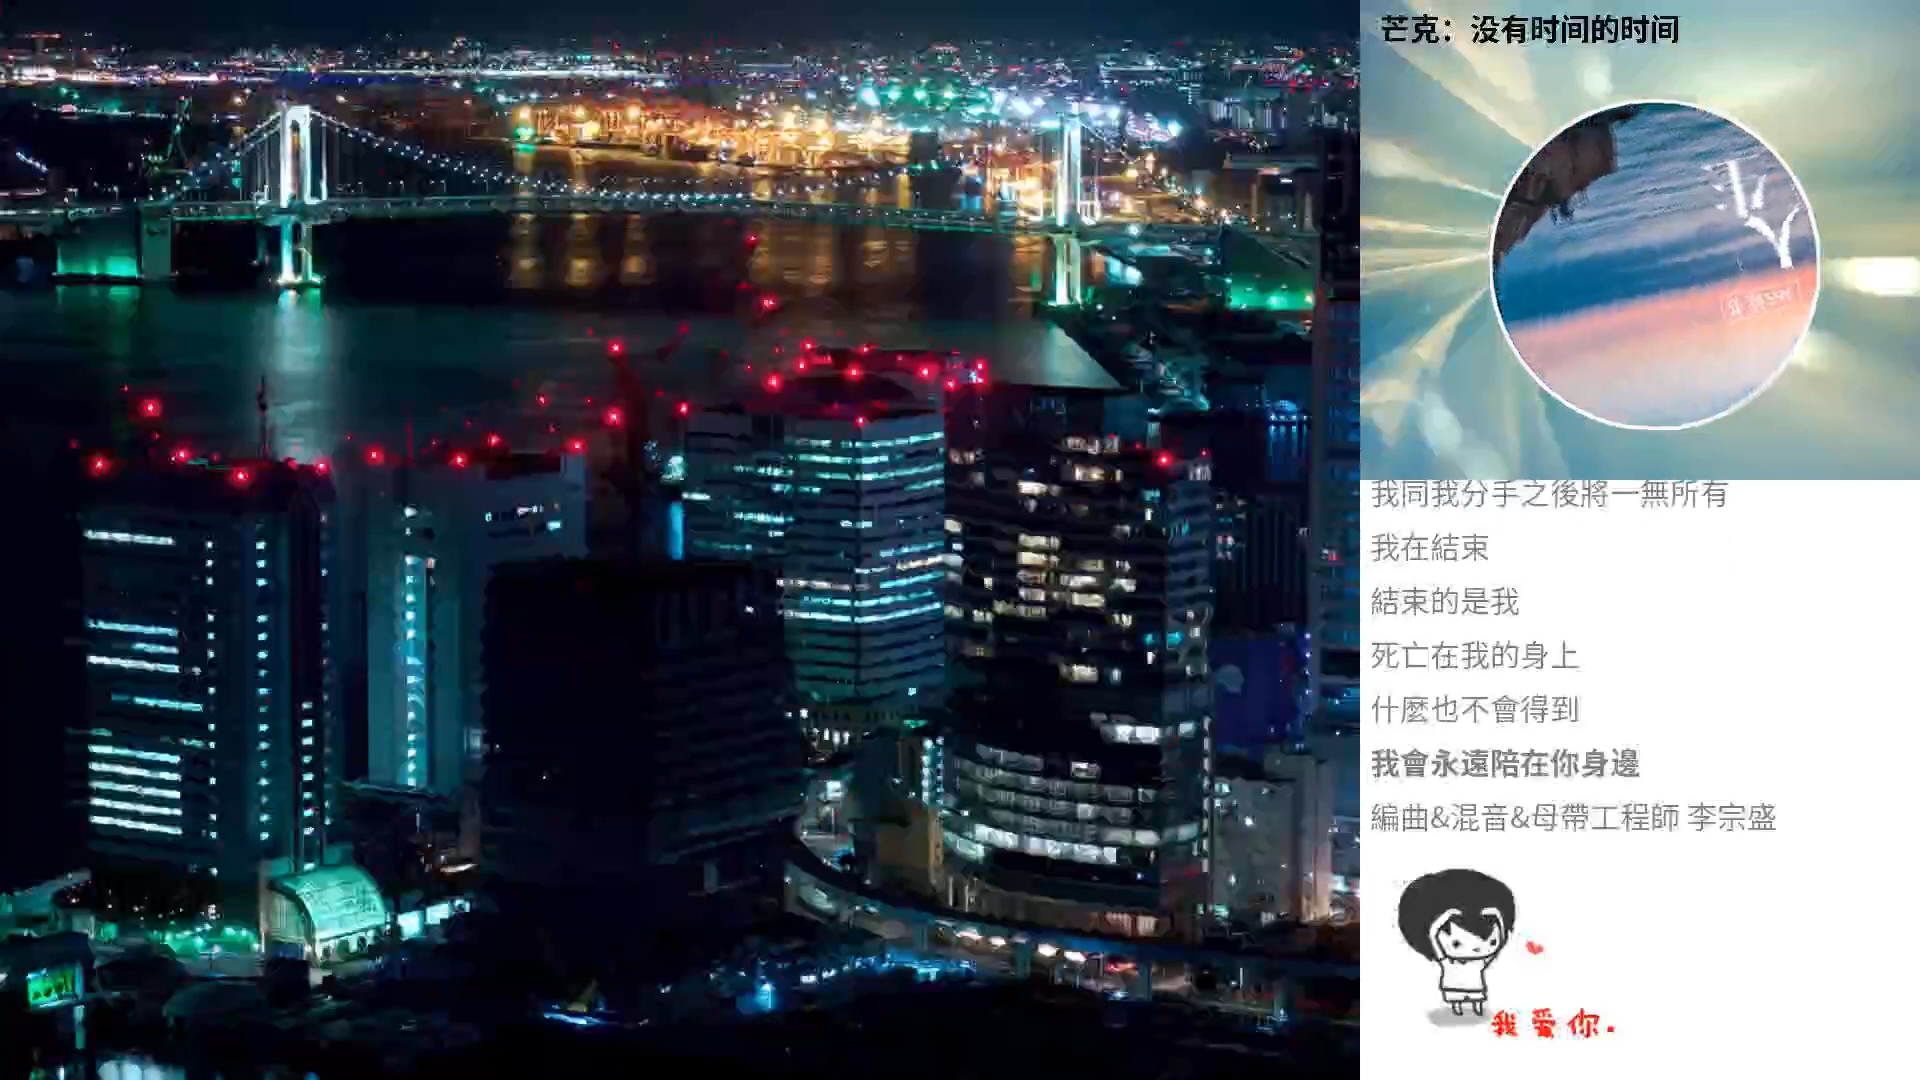 芒克：没有时间的时间
我同我分手之後將一無所有
我在結束
結束的是我
死亡在我的身上
什麼也不會得到
我會永遠陪在你身邊
編曲&混音&母帶工程師 李宗盛
我爱你.